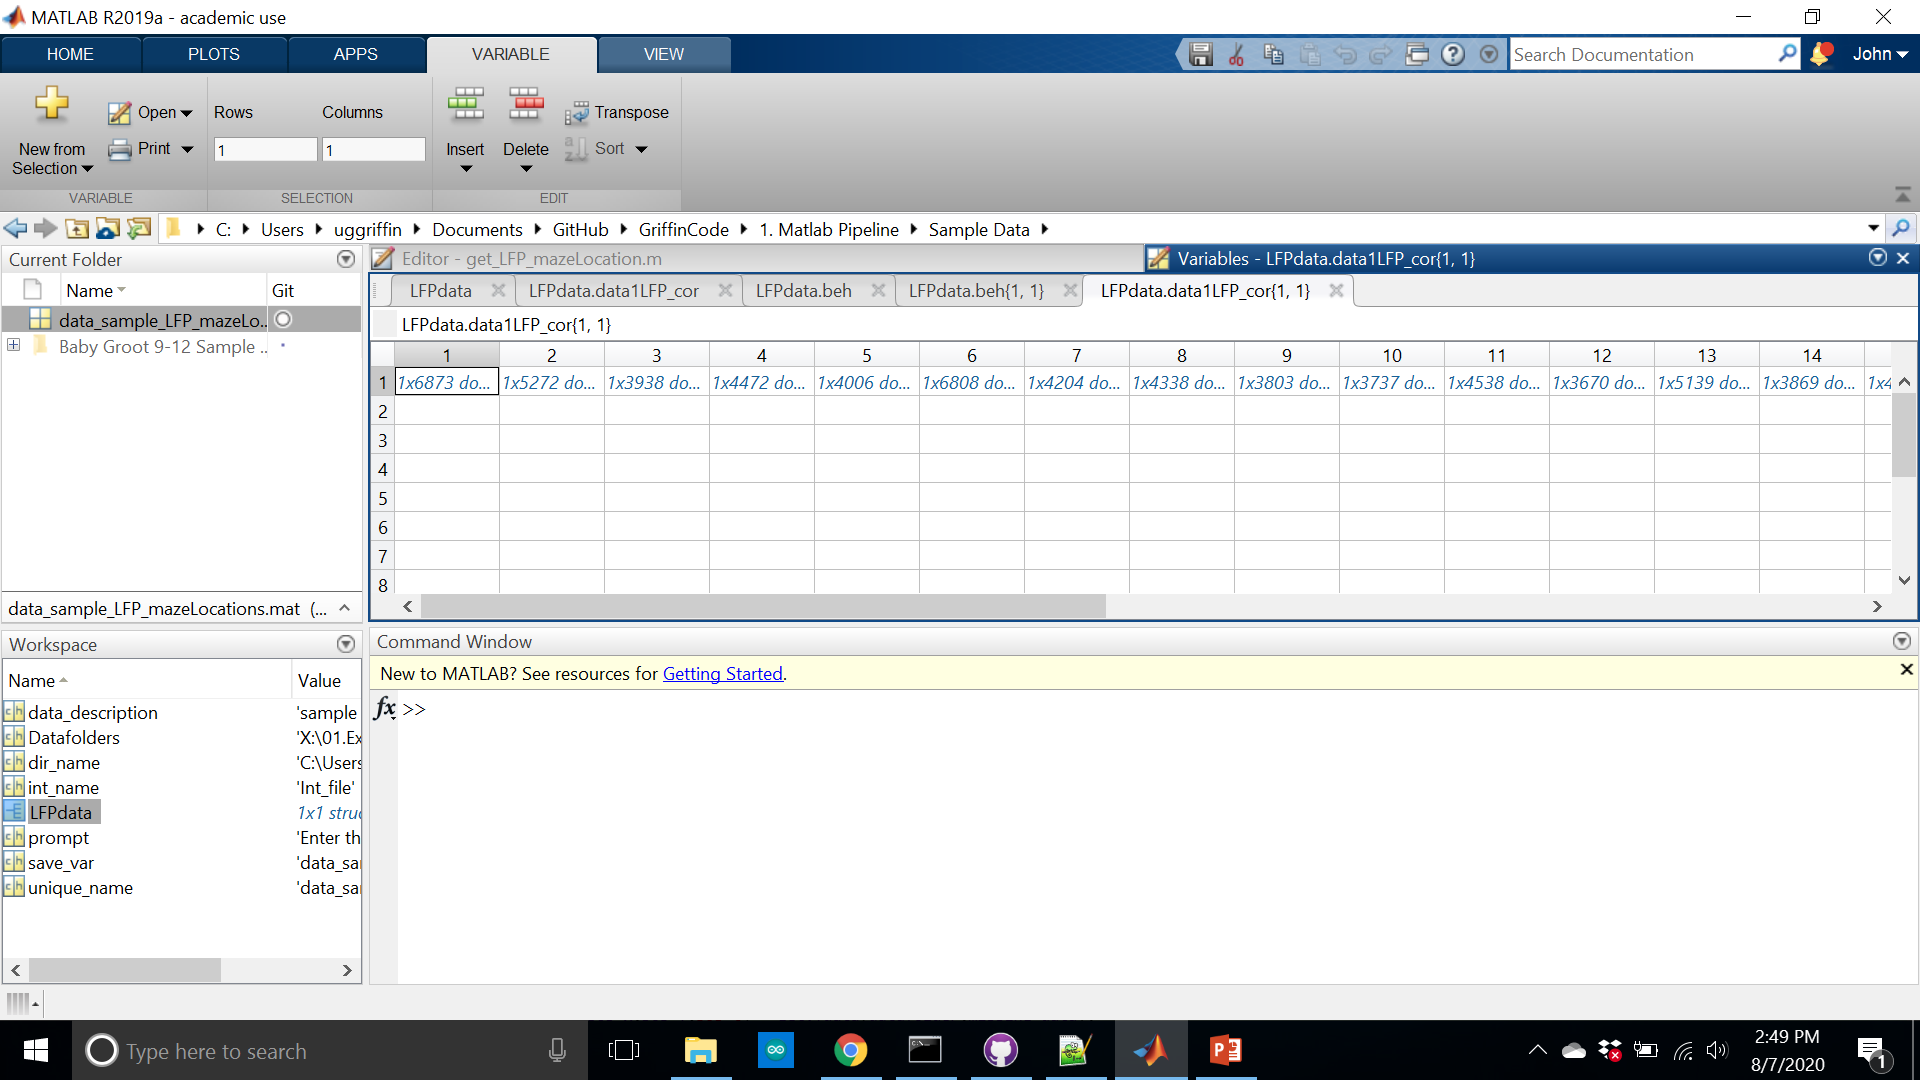 MATLAB R2019a - academic use
HOME PLOTS APPS VARIABLE VIEW Search Documentation John
New from Selection
Open
Print
Rows Columns
1 1
Insert Delete Transpose
Sort
VARIABLE SELECTION EDIT
C: Users uggriffin Documents GitHub GriffinCode 1. Matlab Pipeline Sample Data
Current Folder
Name Git
data_sample_LFP_mazeLo...
Baby Groot 9-12 Sample ...
data_sample_LFP_mazeLocations.mat (...
Editor - get_LFP_mazeLocation.m
Variables - LFPdata.data1LFP_cor{1, 1}
LFPdata LFPdata.data1LFP_cor LFPdata.beh LFPdata.beh{1, 1} LFPdata.data1LFP_cor{1, 1}
LFPdata.data1LFP_cor{1, 1}
1 2 3 4 5 6 7 8 9 10 11 12 13 14
1 1x6873 do... 1x5272 do... 1x3938 do... 1x4472 do... 1x4006 do... 1x6808 do... 1x4204 do... 1x4338 do... 1x3803 do... 1x3737 do... 1x4538 do... 1x3670 do... 1x5139 do... 1x3869 do... 1x4
2
3
4
5
6
7
8
Workspace
Name Value
data_description 'sample
Datafolders 'X:\01.Ex
dir_name 'C:\Users
int_name 'Int_file'
LFPdata 1x1 struc
prompt 'Enter th
save_var 'data_sa
unique_name 'data_sa
Command Window
New to MATLAB? See resources for Getting Started.
fx >>
Type here to search
2:49 PM
8/7/2020
1